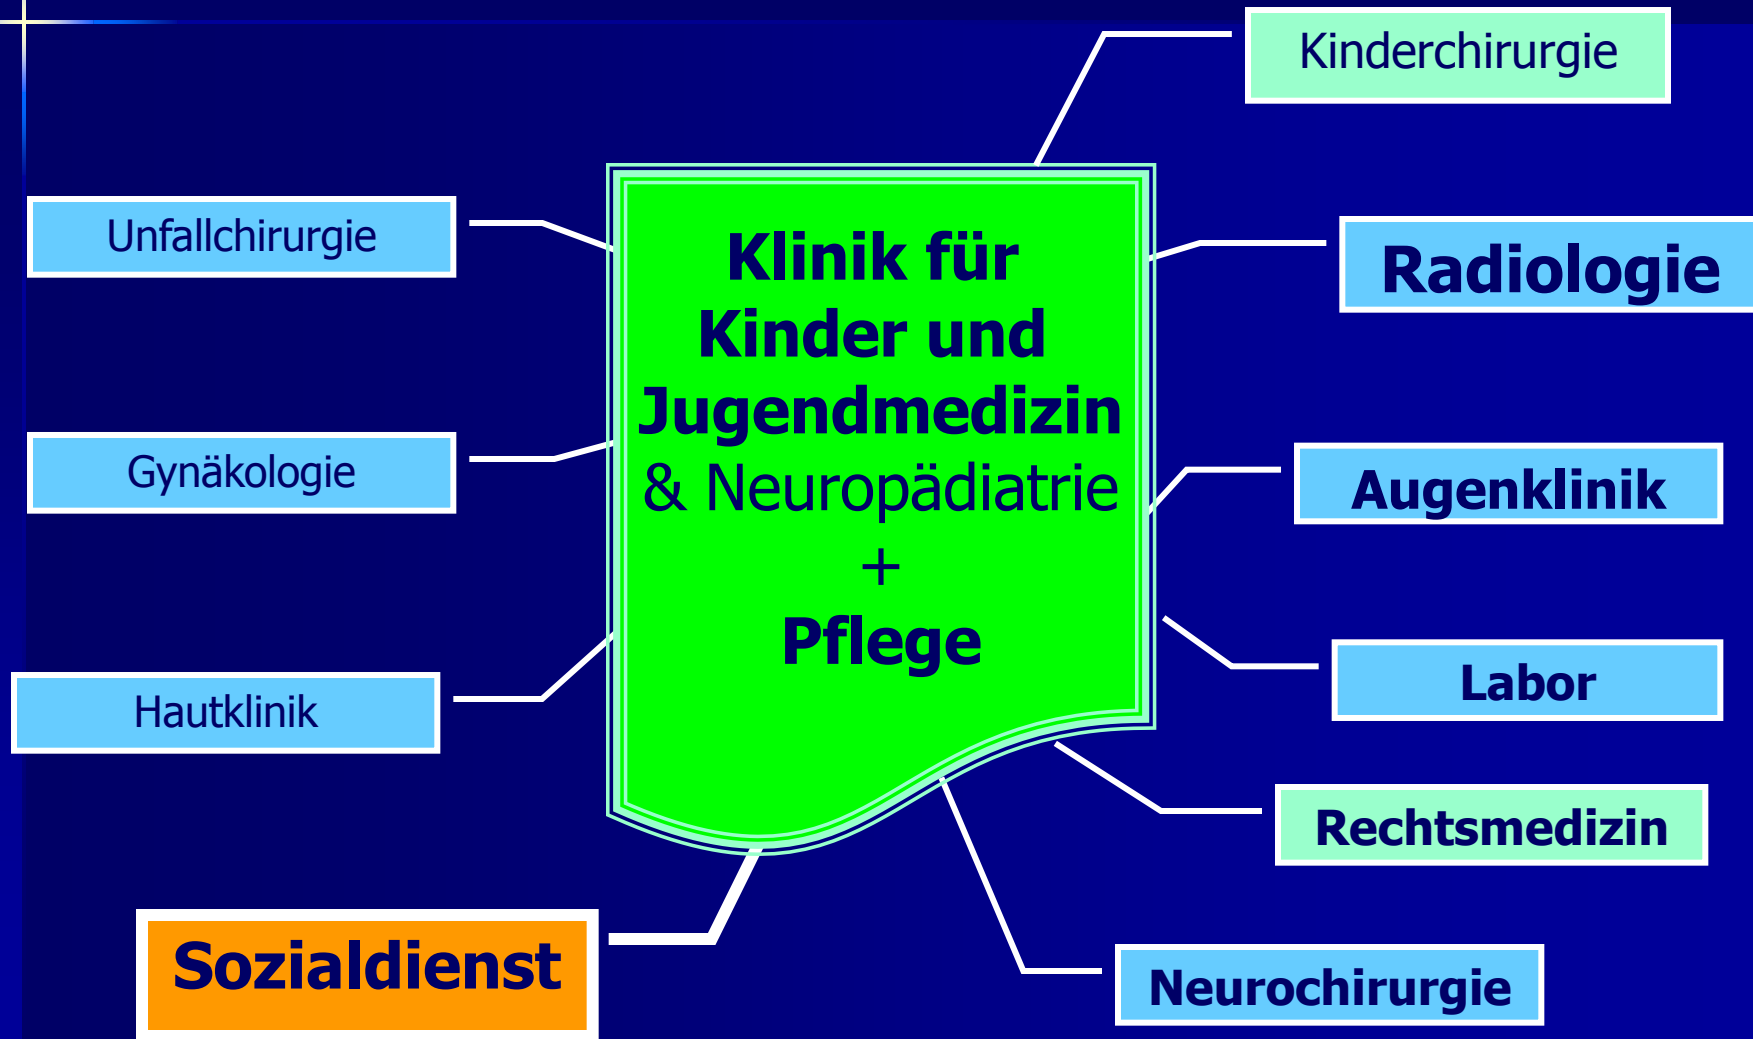 Kinderchirurgie
Unfallchirurgie
Klinik für
Kinder und
Jugendmedizin
& Neuropädiatrie
+
Pflege
Radiologie
Gynäkologie
Augenklinik
Hautklinik
Labor
Rechtsmedizin
Sozialdienst
Neurochirurgie